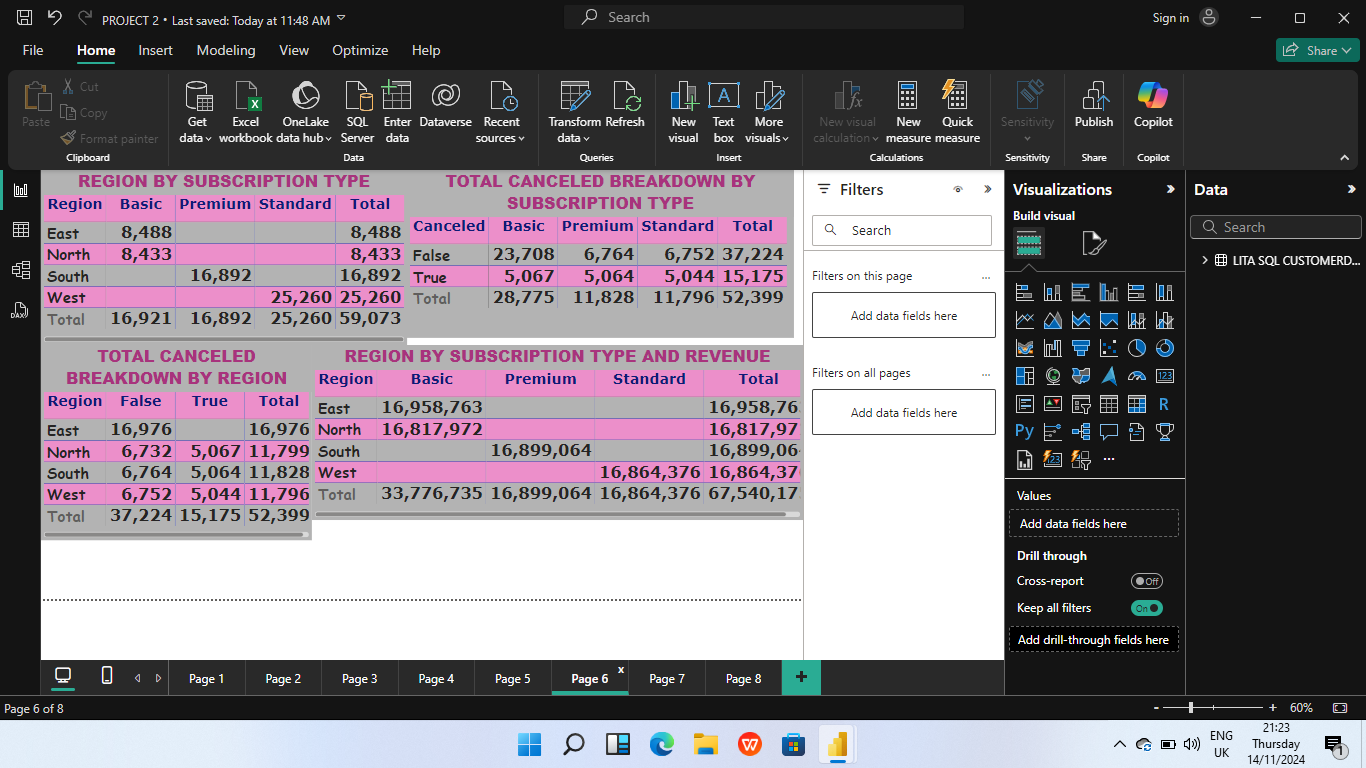 PROJECT 2 • Last saved: Today at 11:48 AM
Search
Sign in
File Home Insert Modeling View Optimize Help
Share
Paste
Cut
Copy
Format painter
Clipboard
Get data
Excel workbook
OneLake data hub
SQL Server
Enter data
Dataverse
Recent sources
Data
Transform data
Refresh
Queries
New visual
Text box
More visuals
Insert
New visual calculation
New measure
Quick measure
Calculations
Sensitivity
Sensitivity
Publish
Share
Copilot
Copilot
REGION BY SUBSCRIPTION TYPE
Region Basic Premium Standard Total
East 8,488 8,488
North 8,433 8,433
South 16,892 16,892
West 25,260 25,260
Total 16,921 16,892 25,260 59,073
TOTAL CANCELED BREAKDOWN BY
SUBSCRIPTION TYPE
Canceled Basic Premium Standard Total
False 23,708 6,764 6,752 37,224
True 5,067 5,064 5,044 15,175
Total 28,775 11,828 11,796 52,399
TOTAL CANCELED
BREAKDOWN BY REGION
Region False True Total
East 16,976 16,976
North 6,732 5,067 11,799
South 6,764 5,064 11,828
West 6,752 5,044 11,796
Total 37,224 15,175 52,399
REGION BY SUBSCRIPTION TYPE AND REVENUE
Region Basic Premium Standard Total
East 16,958,763 16,958,76
North 16,817,972 16,817,97
South 16,899,064 16,899,06
West 16,864,376 16,864,37
Total 33,776,735 16,899,064 16,864,376 67,540,17
Filters
Search
Filters on this page
...
Add data fields here
Filters on all pages
...
Add data fields here
Visualizations
Build visual
R
Py
...
Values
Add data fields here
Drill through
Cross-report Off
Keep all filters On
Add drill-through fields here
Data
Search
LITA SQL CUSTOMERD...
Page 1 Page 2 Page 3 Page 4 Page 5 Page 6 x Page 7 Page 8 +
Page 6 of 8
- + 60%
ENG
UK
21:23
Thursday
14/11/2024
1